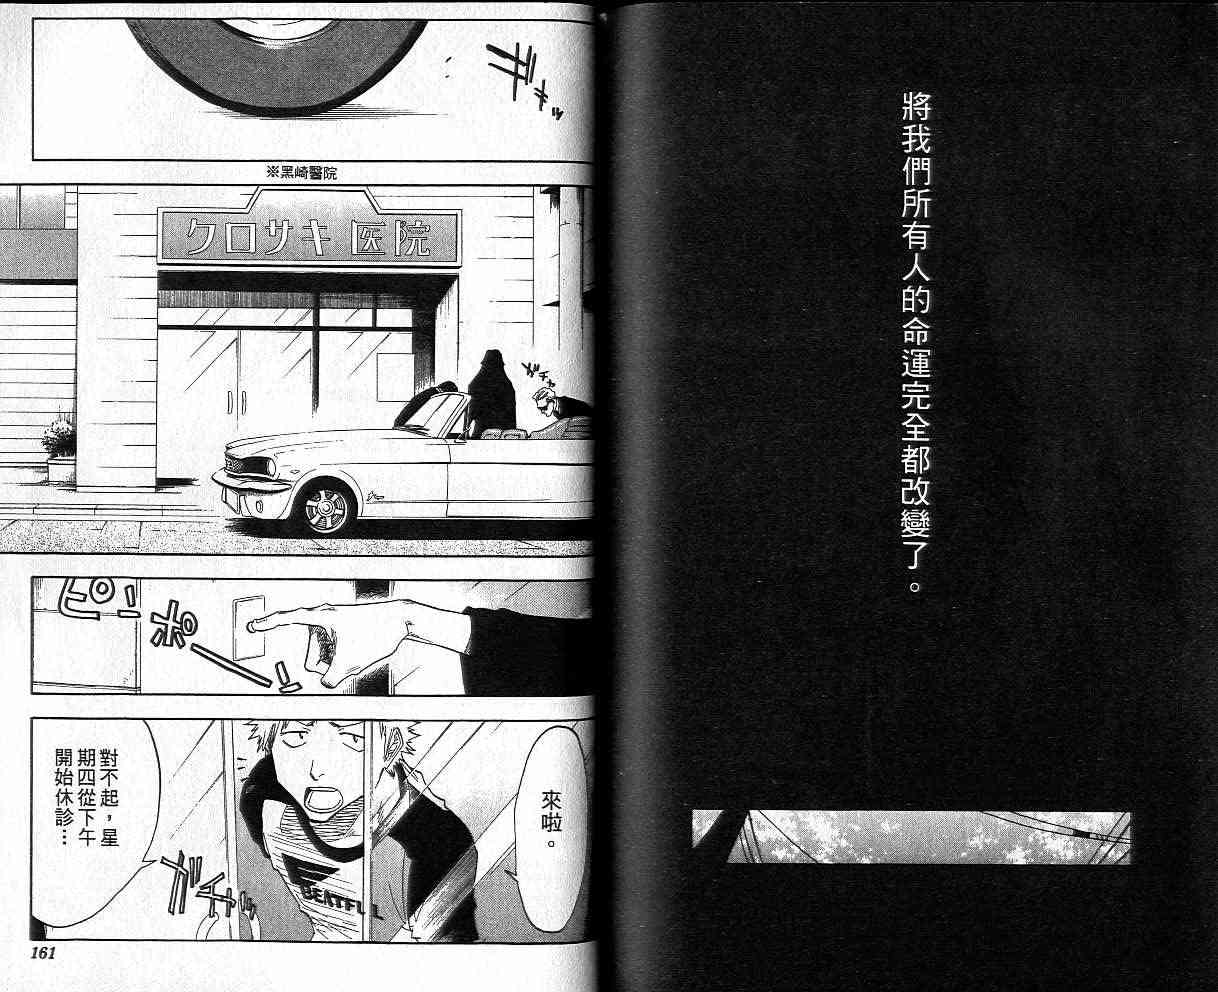 將我們所有人的命運完全都改變了。
ギキッ
※黑崎醫院
クロサキ 医院
ガチャ
ピンポーン
來啦。
對不起，星
期四從下午
開始休診…
ガチャッ
BEATFUL
161